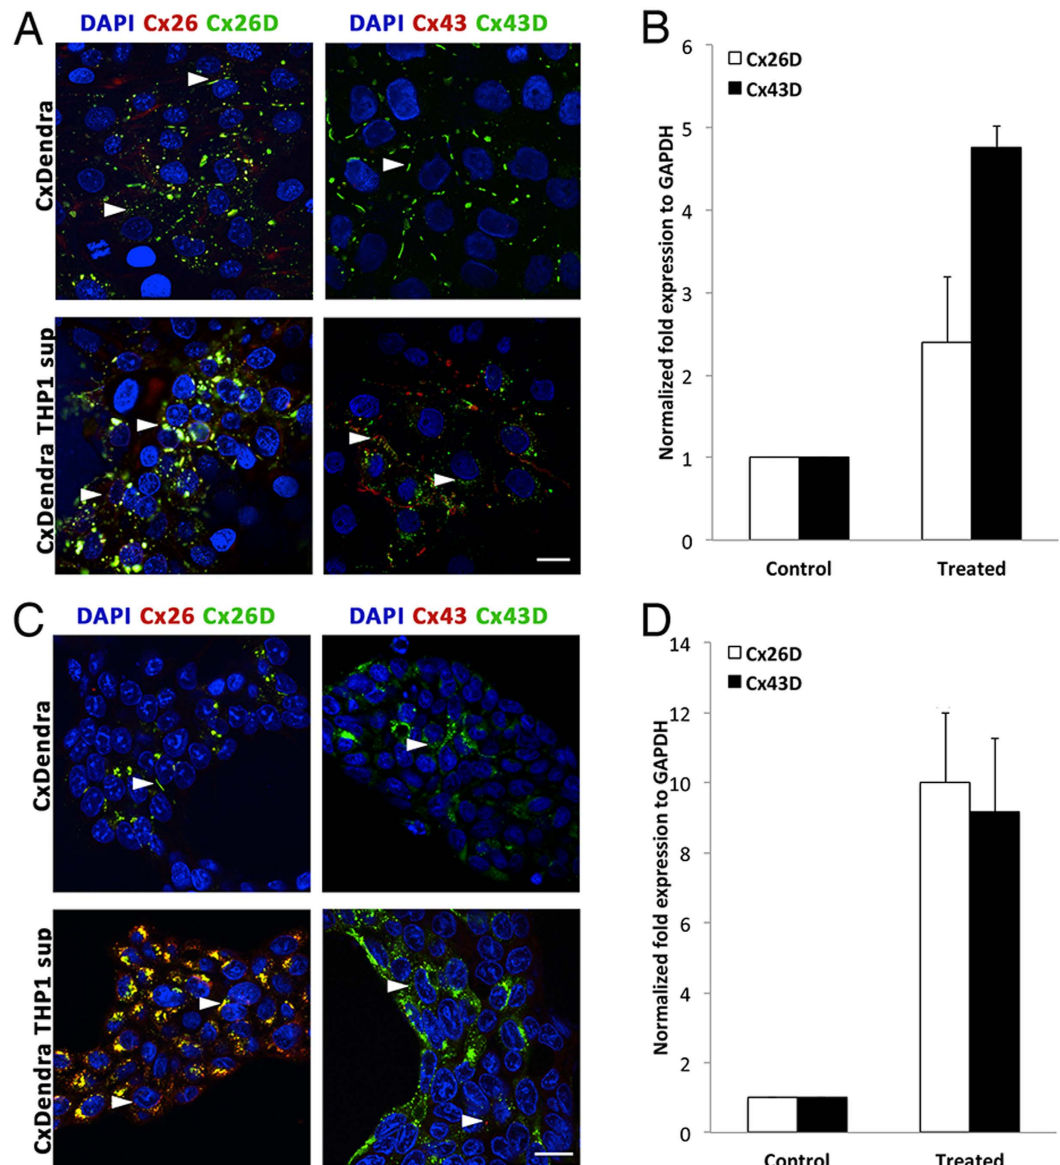 A
DAPI Cx26 Cx26D
DAPI Cx43 Cx43D
CxDendra
CxDendra THP1 sup
B
Normalized fold expression to GAPDH
6
5
4
3
2
1
0
Cx26D
Cx43D
Control
Treated
C
DAPI Cx26 Cx26D
DAPI Cx43 Cx43D
CxDendra
CxDendra THP1 sup
D
Normalized fold expression to GAPDH
14
12
10
8
6
4
2
0
Cx26D
Cx43D
Control
Treated